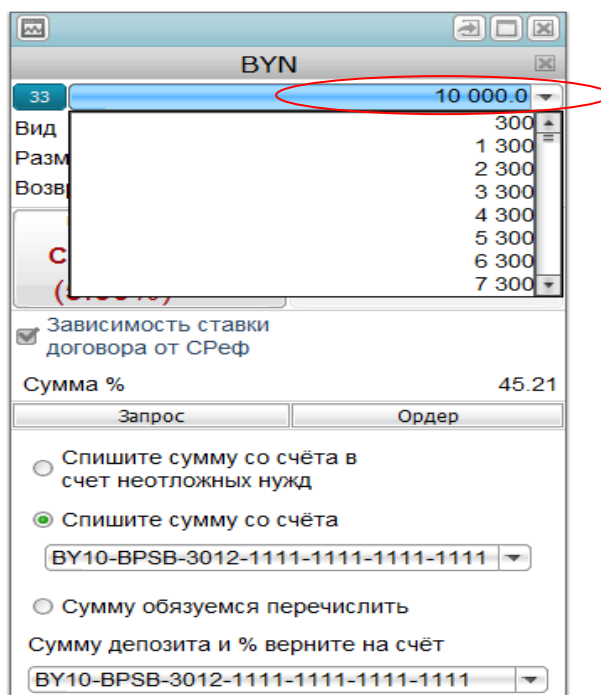 BYN
33 10 000.0
Вид 300
1 300
Разм 2 300
Возв 3 300
4 300
5 300
С 6 300
7 300
Зависимость ставки
договора от СРеф
Сумма % 45.21
Запрос Ордер
Спишите сумму со счёта в
счет неотложных нужд
Спишите сумму со счёта
BY10-BPSB-3012-1111-1111-1111-1111
Сумму обязуемся перечислить
Сумму депозита и % верните на счёт
BY10-BPSB-3012-1111-1111-1111-1111